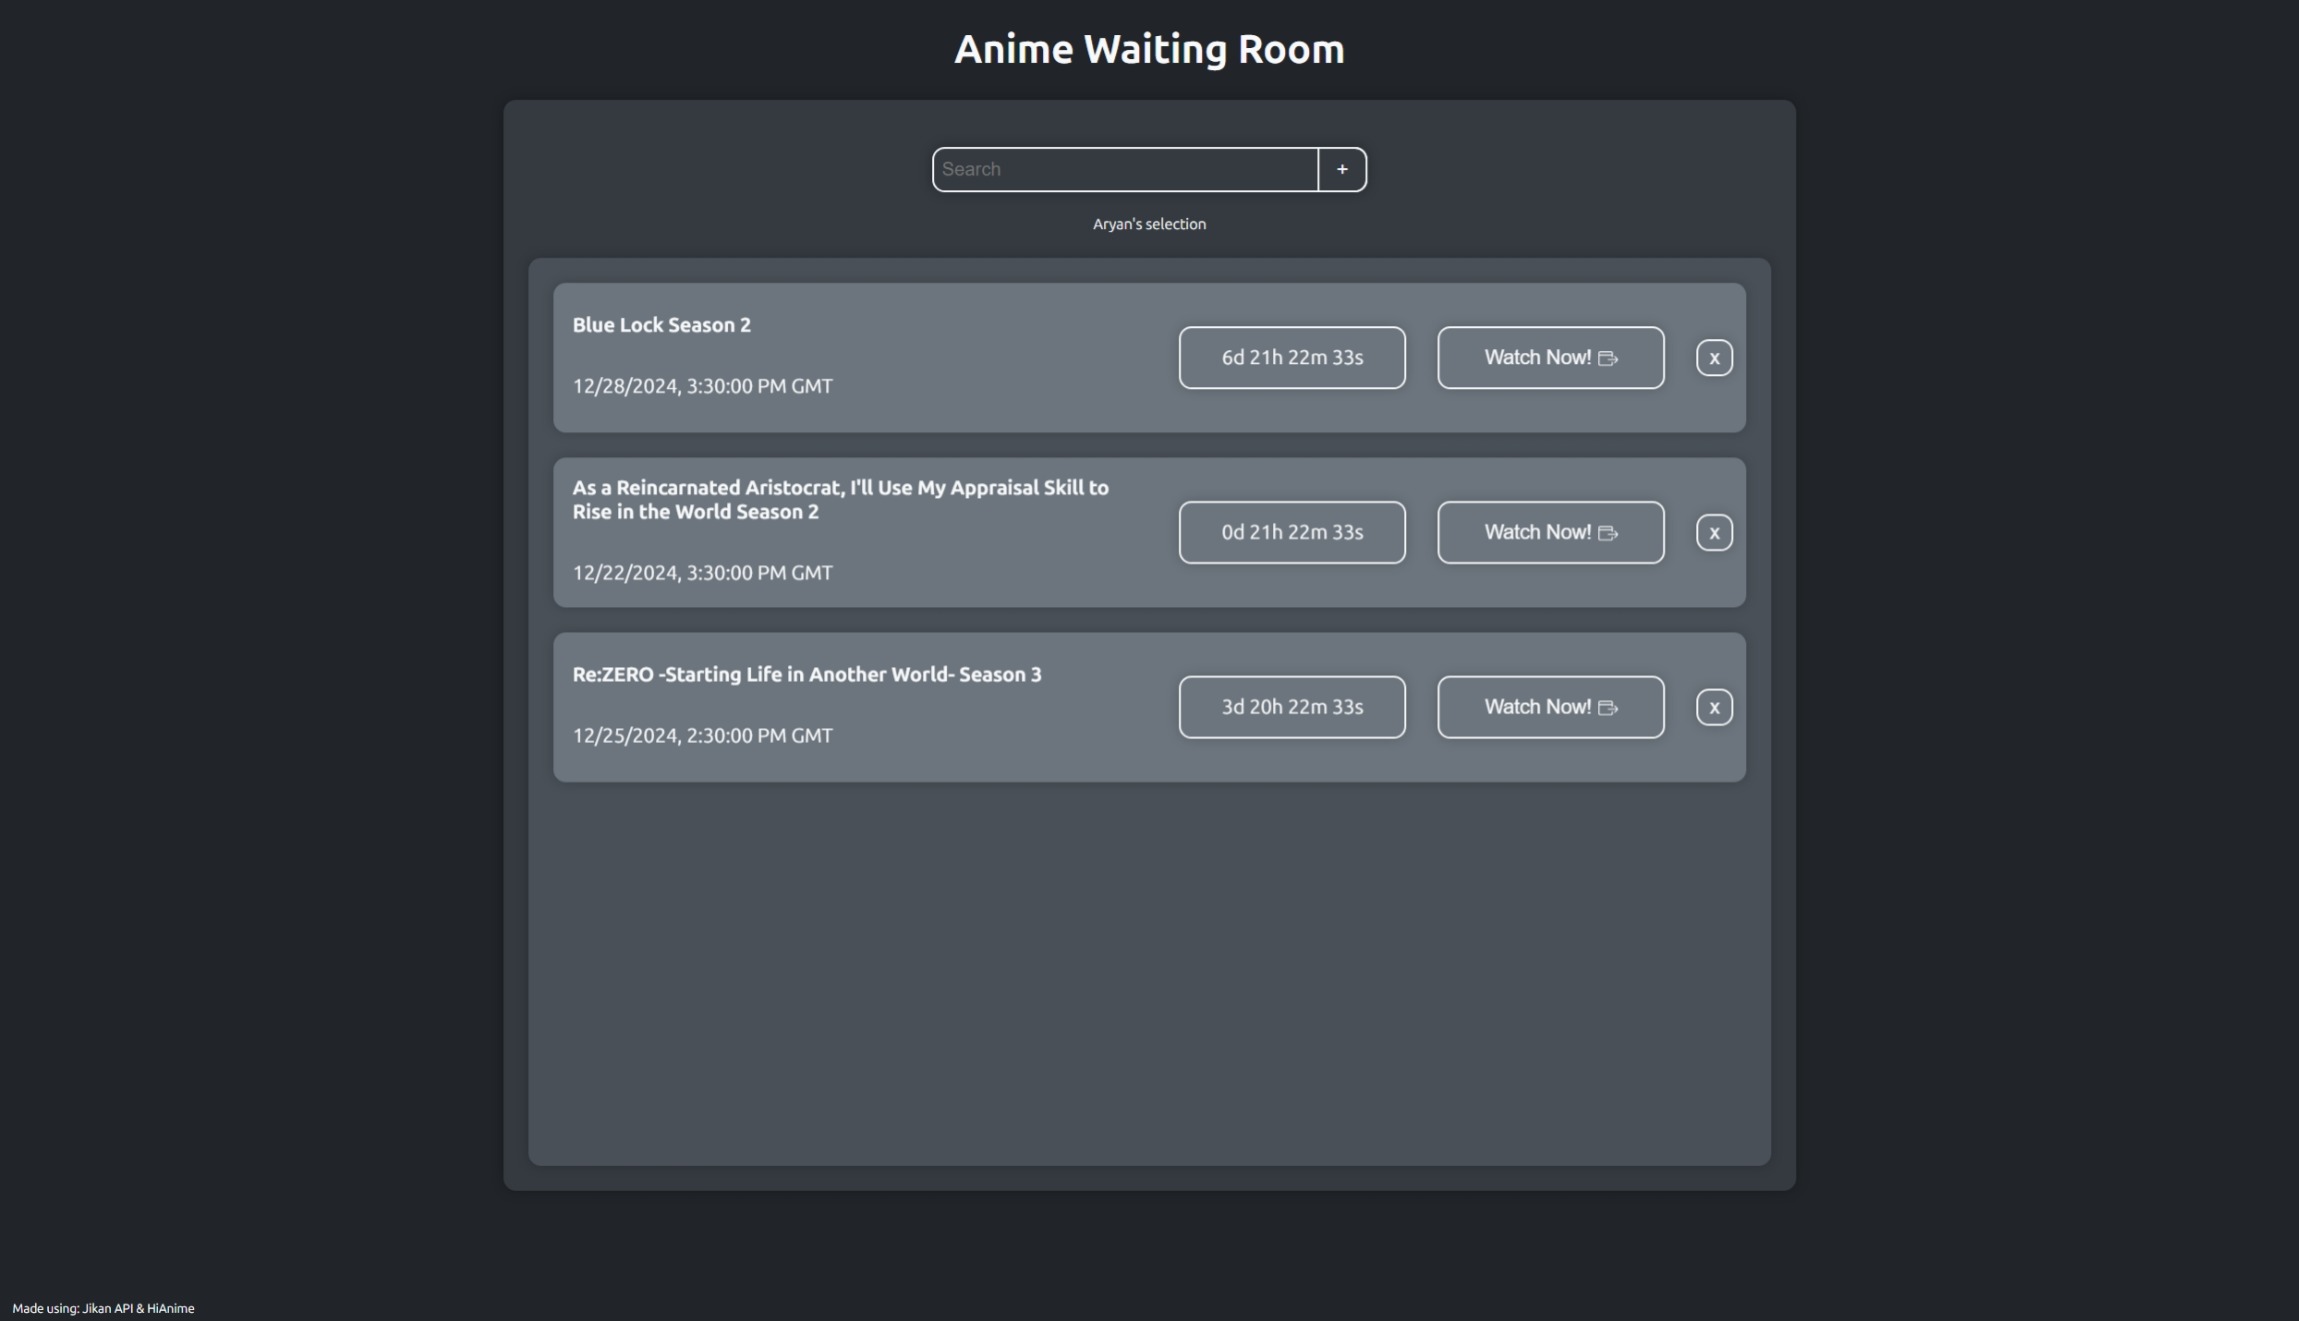 Anime Waiting Room
Search
+
Aryan's selection
Blue Lock Season 2
12/28/2024, 3:30:00 PM GMT
6d 21h 22m 33s
Watch Now!
x
As a Reincarnated Aristocrat, I'll Use My Appraisal Skill to
Rise in the World Season 2
12/22/2024, 3:30:00 PM GMT
0d 21h 22m 33s
Watch Now!
x
Re:ZERO -Starting Life in Another World- Season 3
12/25/2024, 2:30:00 PM GMT
3d 20h 22m 33s
Watch Now!
x
Made using: Jikan API & HiAnime